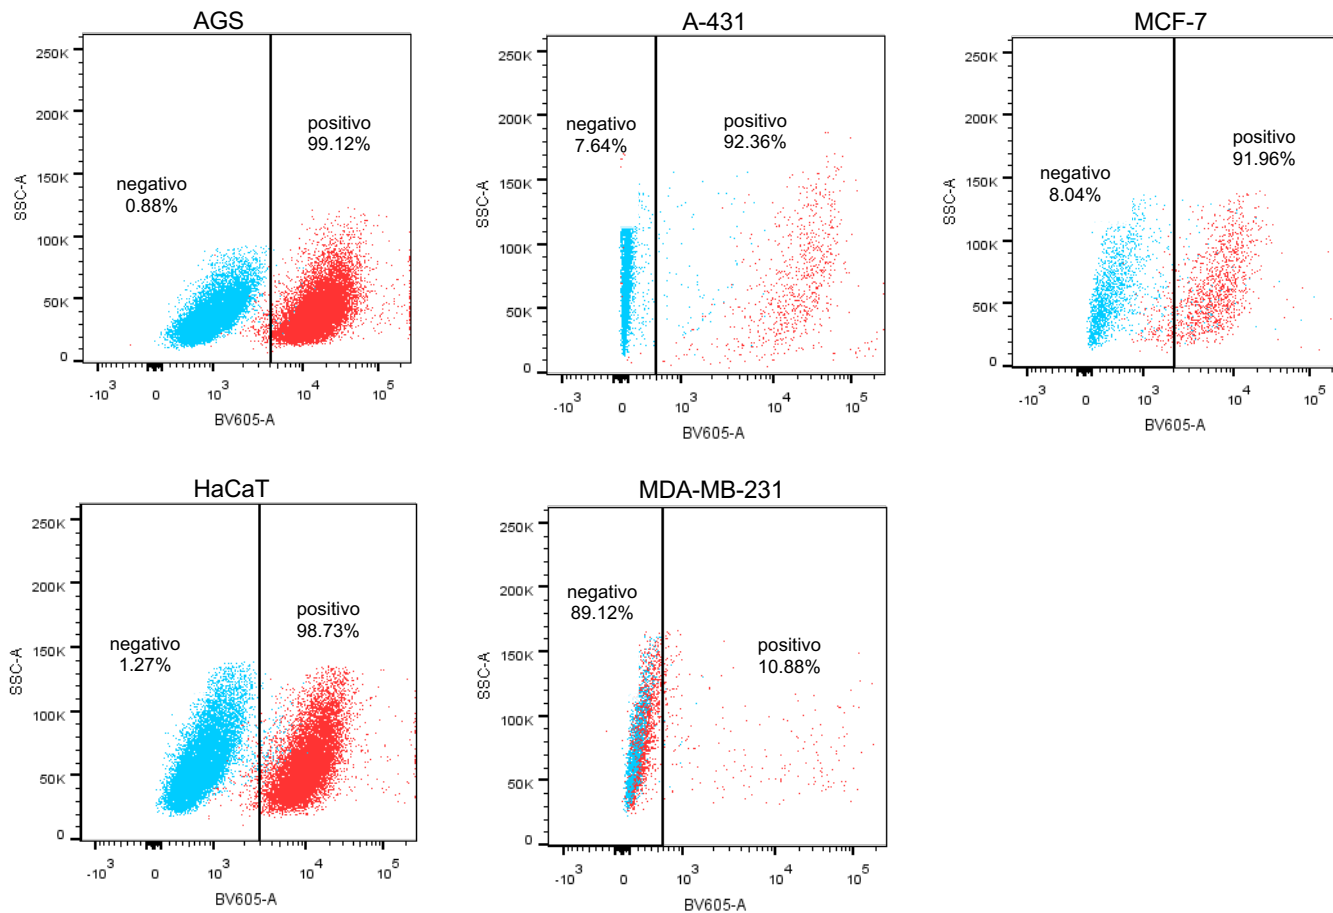 AGS
250K
200K
150K
100K
50K
0
SSC-A
negativo
0.88%
positivo
99.12%
-10³ 0 10³ 10⁴ 10⁵
BV605-A
A-431
250K
200K
150K
100K
50K
0
SSC-A
negativo
7.64%
positivo
92.36%
-10³ 0 10³ 10⁴ 10⁵
BV605-A
MCF-7
250K
200K
150K
100K
50K
0
SSC-A
negativo
8.04%
positivo
91.96%
-10³ 0 10³ 10⁴ 10⁵
BV605-A
HaCaT
250K
200K
150K
100K
50K
0
SSC-A
negativo
1.27%
positivo
98.73%
-10³ 0 10³ 10⁴ 10⁵
BV605-A
MDA-MB-231
250K
200K
150K
100K
50K
0
SSC-A
negativo
89.12%
positivo
10.88%
-10³ 0 10³ 10⁴ 10⁵
BV605-A